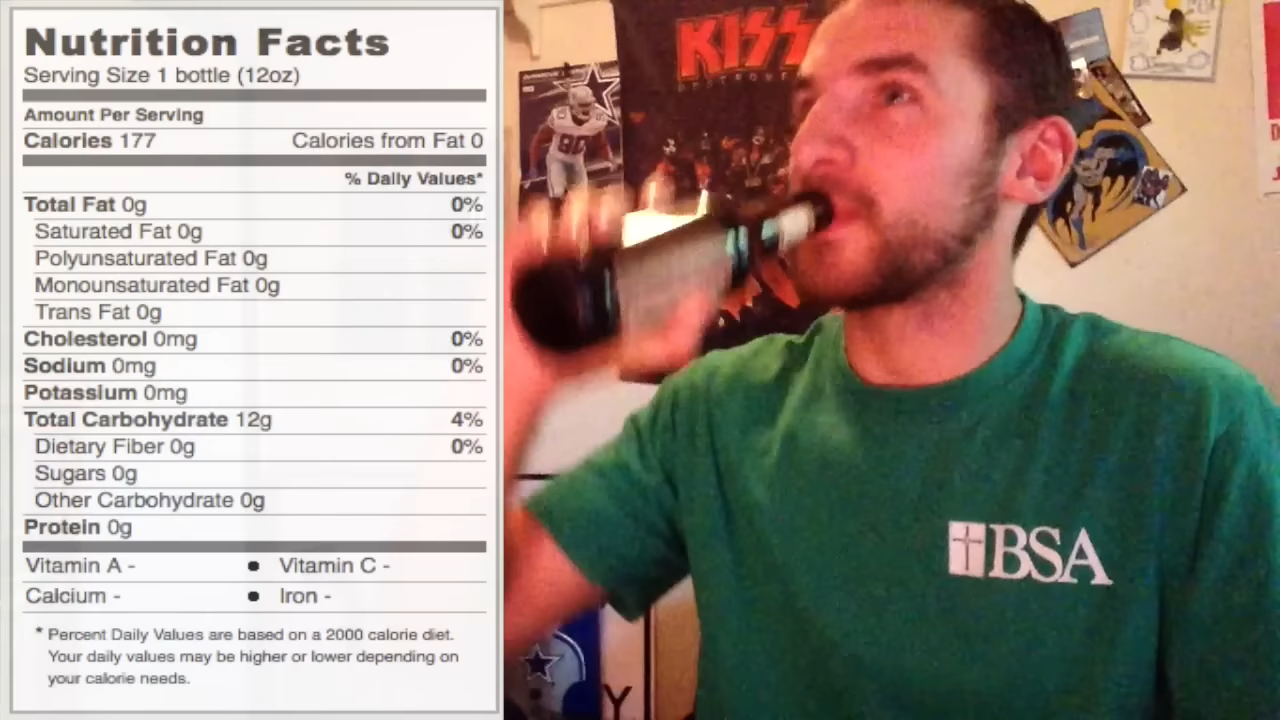 Nutrition Facts
Serving Size 1 bottle (12oz)
Amount Per Serving
Calories 177 Calories from Fat 0
% Daily Values*
Total Fat 0g 0%
Saturated Fat 0g 0%
Polyunsaturated Fat 0g
Monounsaturated Fat 0g
Trans Fat 0g
Cholesterol 0mg 0%
Sodium 0mg 0%
Potassium 0mg
Total Carbohydrate 12g 4%
Dietary Fiber 0g 0%
Sugars 0g
Other Carbohydrate 0g
Protein 0g
Vitamin A - ● Vitamin C -
Calcium - ● Iron -
* Percent Daily Values are based on a 2000 calorie diet.
Your daily values may be higher or lower depending on
your calorie needs.
KISS
80
BSA
Y